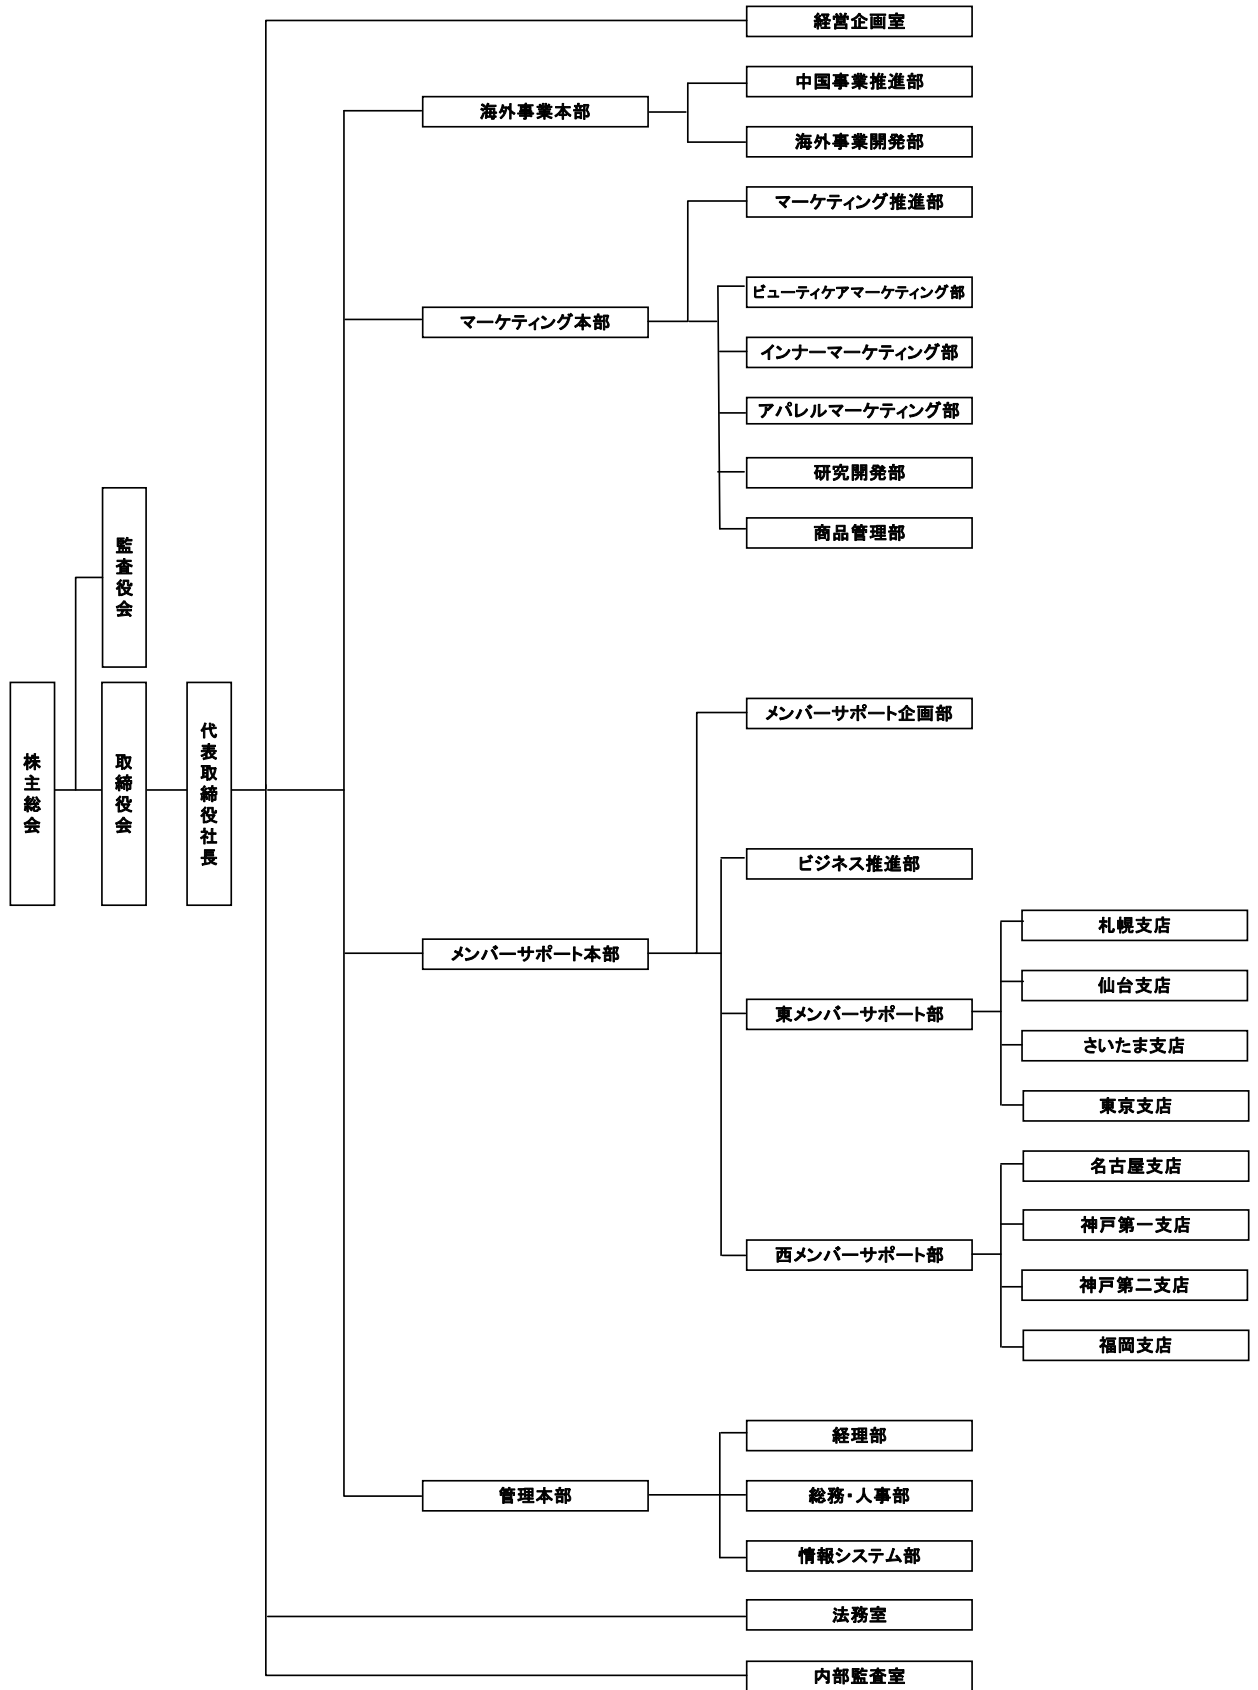 経営企画室
中国事業推進部
海外事業本部
海外事業開発部
マーケティング推進部
ビューティケアマーケティング部
マーケティング本部
インナーマーケティング部
アパレルマーケティング部
研究開発部
商品管理部
監査役会
株主総会
取締役会
代表取締役社長
メンバーサポート企画部
ビジネス推進部
メンバーサポート本部
東メンバーサポート部
札幌支店
仙台支店
さいたま支店
東京支店
西メンバーサポート部
名古屋支店
神戸第一支店
神戸第二支店
福岡支店
経理部
管理本部
総務・人事部
情報システム部
法務室
内部監査室